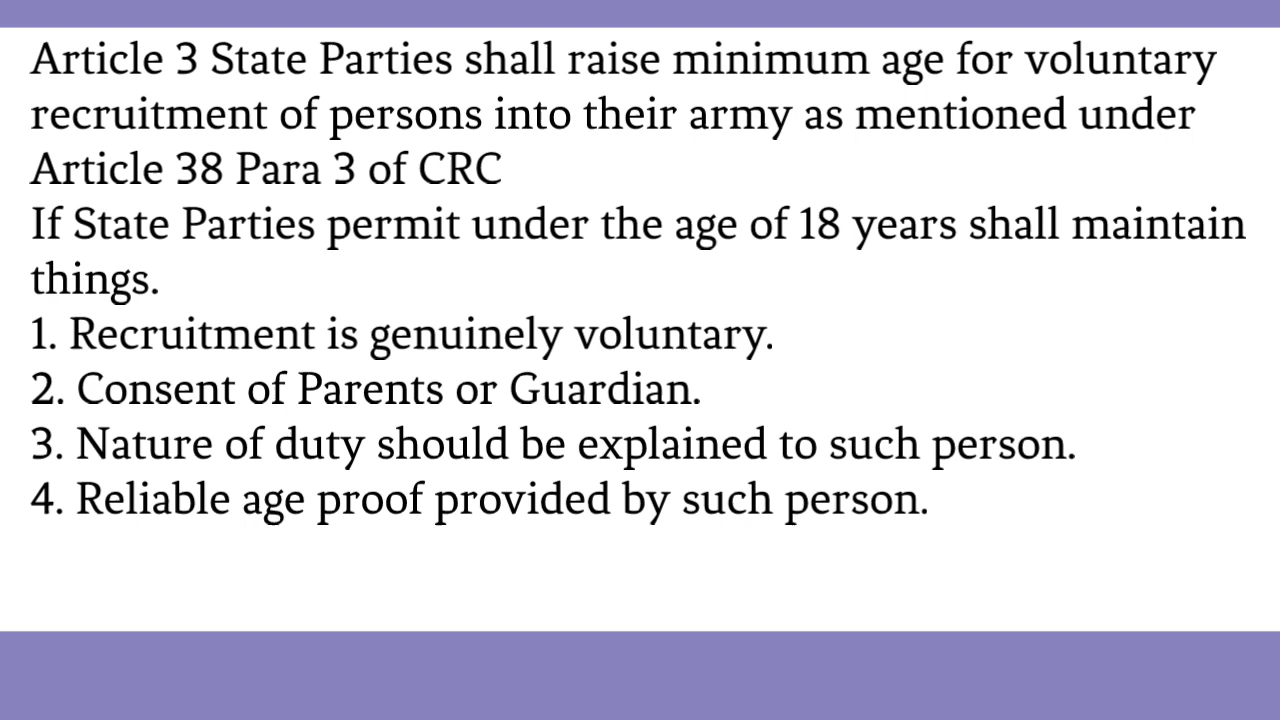 Article 3 State Parties shall raise minimum age for voluntary
recruitment of persons into their army as mentioned under
Article 38 Para 3 of CRC
If State Parties permit under the age of 18 years shall maintain
things.
1. Recruitment is genuinely voluntary.
2. Consent of Parents or Guardian.
3. Nature of duty should be explained to such person.
4. Reliable age proof provided by such person.